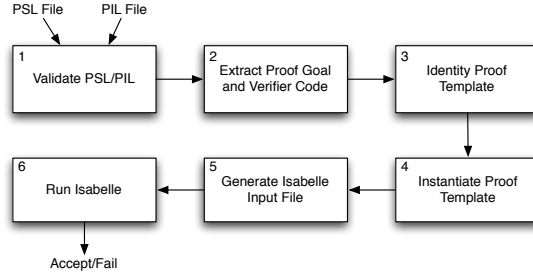 PSL File
PIL File
1
Validate PSL/PIL
2
Extract Proof Goal
and Verifier Code
3
Identity Proof
Template
4
Instantiate Proof
Template
5
Generate Isabelle
Input File
6
Run Isabelle
Accept/Fail